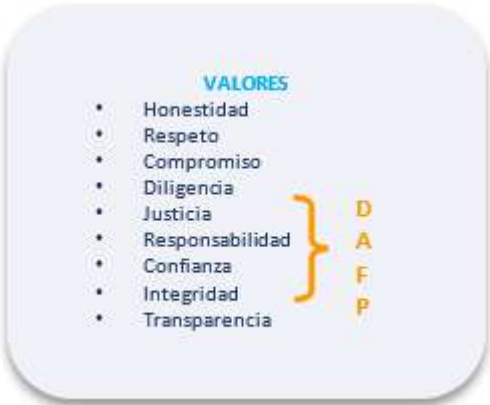 VALORES
• Honestidad
• Respeto
• Compromiso
• Diligencia
• Justicia
• Responsabilidad
• Confianza
• Integridad
• Transparencia
D
A
F
P